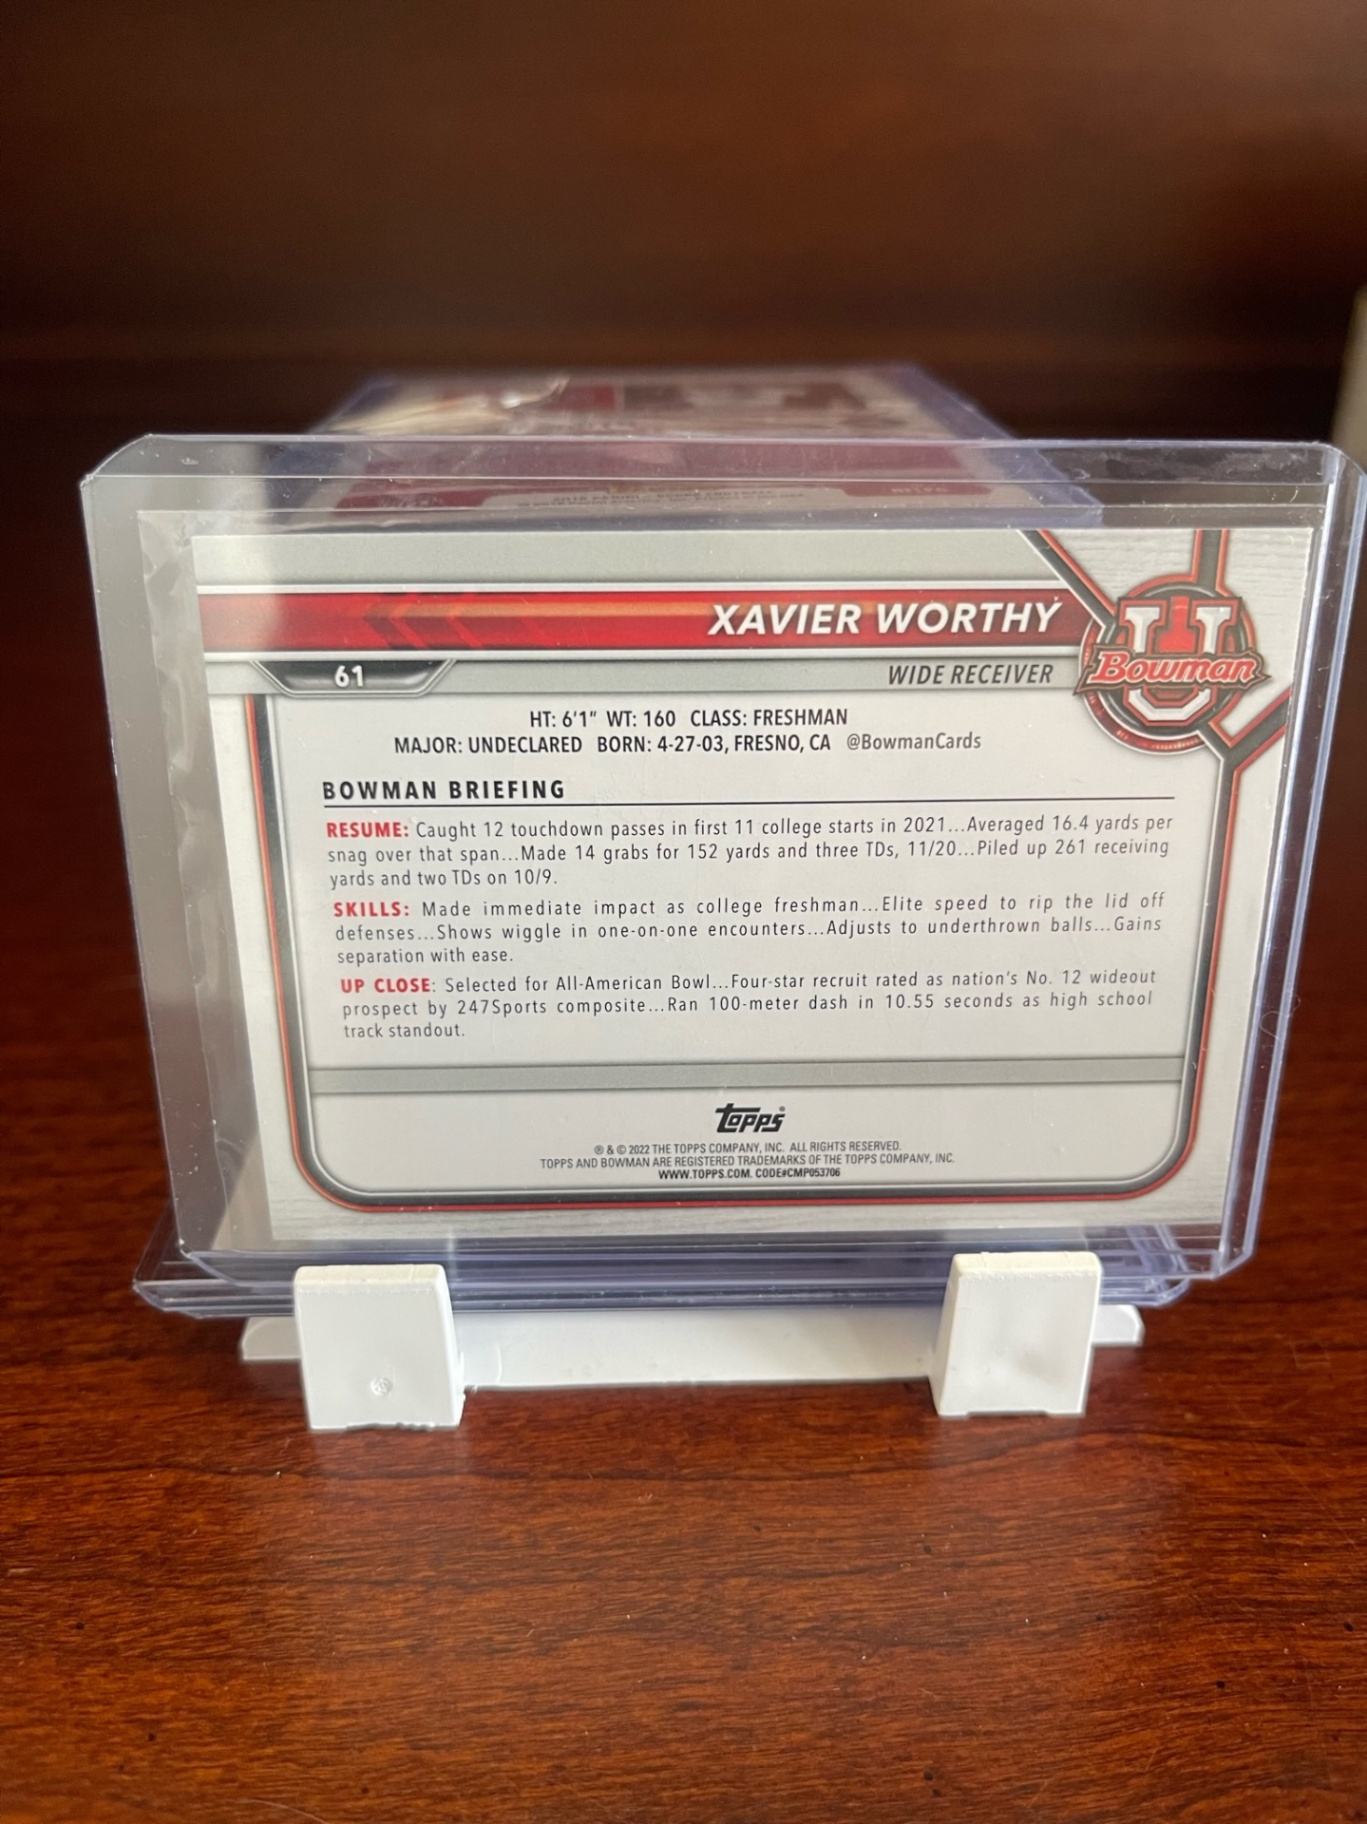 XAVIER WORTHY
61
WIDE RECEIVER
U
Bowman
HT: 6'1" WT: 160 CLASS: FRESHMAN
MAJOR: UNDECLARED BORN: 4-27-03, FRESNO, CA @BowmanCards
BOWMAN BRIEFING
RESUME: Caught 12 touchdown passes in first 11 college starts in 2021...Averaged 16.4 yards per
snag over that span...Made 14 grabs for 152 yards and three TDs, 11/20...Piled up 261 receiving
yards and two TDs on 10/9.
SKILLS: Made immediate impact as college freshman...Elite speed to rip the lid off
defenses...Shows wiggle in one-on-one encounters...Adjusts to underthrown balls...Gains
separation with ease.
UP CLOSE: Selected for All-American Bowl...Four-star recruit rated as nation's No. 12 wideout
prospect by 247Sports composite...Ran 100-meter dash in 10.55 seconds as high school
track standout.
Topps®
® & © 2022 THE TOPPS COMPANY, INC. ALL RIGHTS RESERVED.
TOPPS AND BOWMAN ARE REGISTERED TRADEMARKS OF THE TOPPS COMPANY, INC.
WWW.TOPPS.COM. CODE#CMP053706